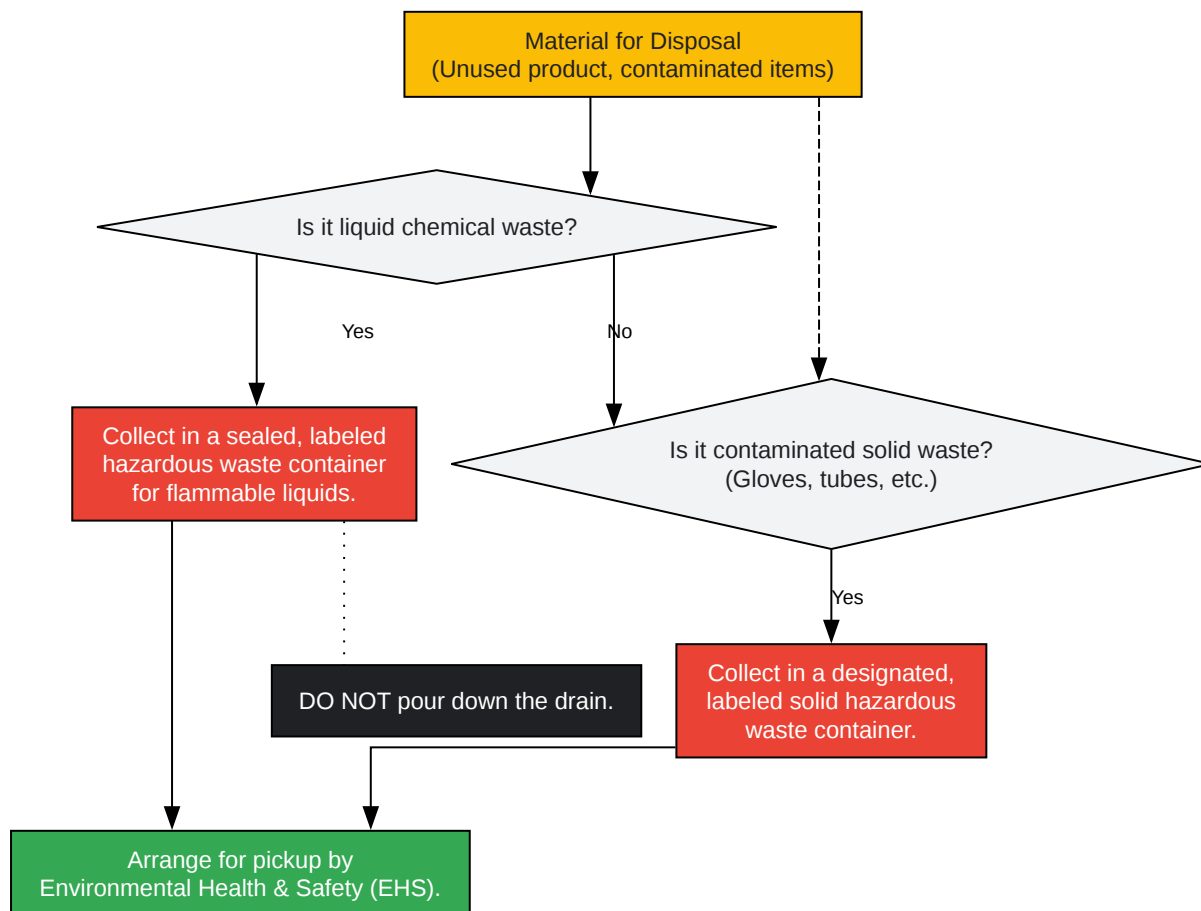 Material for Disposal
(Unused product, contaminated items)
Is it liquid chemical waste?
Yes
No
Collect in a sealed, labeled
hazardous waste container
for flammable liquids.
Is it contaminated solid waste?
(Gloves, tubes, etc.)
Yes
DO NOT pour down the drain.
Collect in a designated,
labeled solid hazardous
waste container.
Arrange for pickup by
Environmental Health & Safety (EHS).